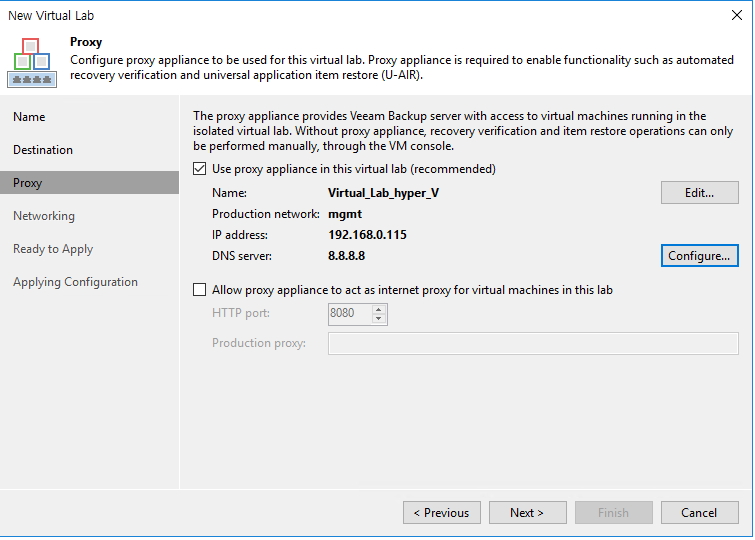 New Virtual Lab
Proxy
Configure proxy appliance to be used for this virtual lab. Proxy appliance is required to enable functionality such as automated
recovery verification and universal application item restore (U-AIR).
Name
Destination
Proxy
Networking
Ready to Apply
Applying Configuration
The proxy appliance provides Veeam Backup server with access to virtual machines running in the
isolated virtual lab. Without proxy appliance, recovery verification and item restore operations can only
be performed manually, through the VM console.
Use proxy appliance in this virtual lab (recommended)
Name: Virtual_Lab_hyper_V Edit...
Production network: mgmt
IP address: 192.168.0.115
DNS server: 8.8.8.8 Configure...
Allow proxy appliance to act as internet proxy for virtual machines in this lab
HTTP port: 8080
Production proxy:
< Previous Next > Finish Cancel